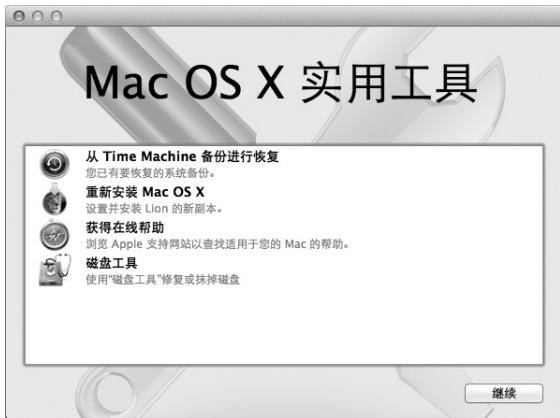 Mac OS X 实用工具
从 Time Machine 备份进行恢复
您已有要恢复的系统备份。
重新安装 Mac OS X
设置并安装 Lion 的新副本。
获得在线帮助
浏览 Apple 支持网站以查找适用于您的 Mac 的帮助。
磁盘工具
使用“磁盘工具”修复或抹掉磁盘
继续